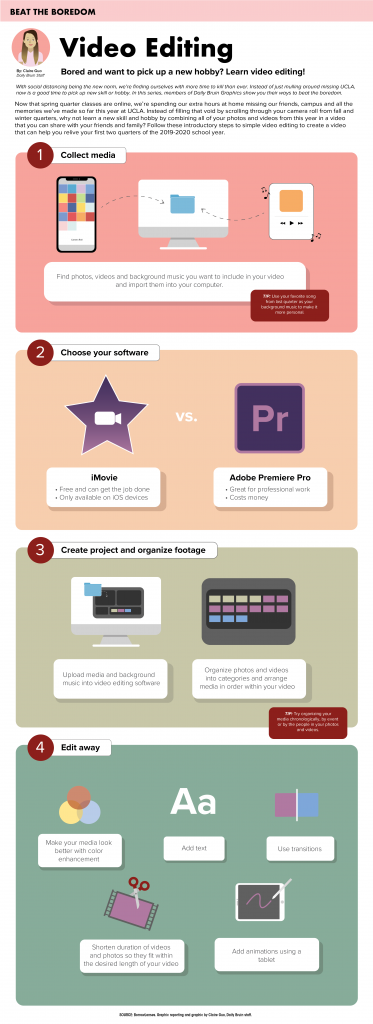 BEAT THE BOREDOM
Video Editing
By: Claire Guo
Daily Bruin Staff
Bored and want to pick up a new hobby? Learn video editing!
With social distancing being the new norm, we're finding ourselves with more time to kill than ever. Instead of just moping around missing UCLA,
now is a good time to pick up new skill or hobby. In this series, members of Daily Bruin Graphics show you their ways to beat the boredom.
Now that spring quarter classes are online, we're spending our extra hours at home missing our friends, campus and all the
memories we've made so far this year at UCLA. Instead of filling that void by scrolling through your camera roll from fall and
winter quarters, why not learn a new skill and hobby by combining all of your photos and videos from this year in a video
that you can share with your friends and family? Follow these introductory steps to simple video editing to create a video
that can help you relive your first two quarters of the 2019-2020 school year.
1 Collect media
Find photos, videos and background music you want to include in your video
and import them into your computer.
TIP: Use your favorite song
from last quarter as your
background music to make it
more personal.
2 Choose your software
vs.
Pr
iMovie
• Free and can get the job done
• Only available on iOS devices
Adobe Premiere Pro
• Great for professional work
• Costs money
3 Create project and organize footage
Upload media and background
music into video editing software
Organize photos and videos
into categories and arrange
media in order within your video
TIP: Try organizing your
media chronologically, by event
or by the people in your photos
and videos.
4 Edit away
Aa
Make your media look
better with color
enhancement
Add text
Use transitions
Shorten duration of videos
and photos so they fit within
the desired length of your video
Add animations using a
tablet
Graphic reporting and graphic by Claire Guo, Daily Bruin staff.